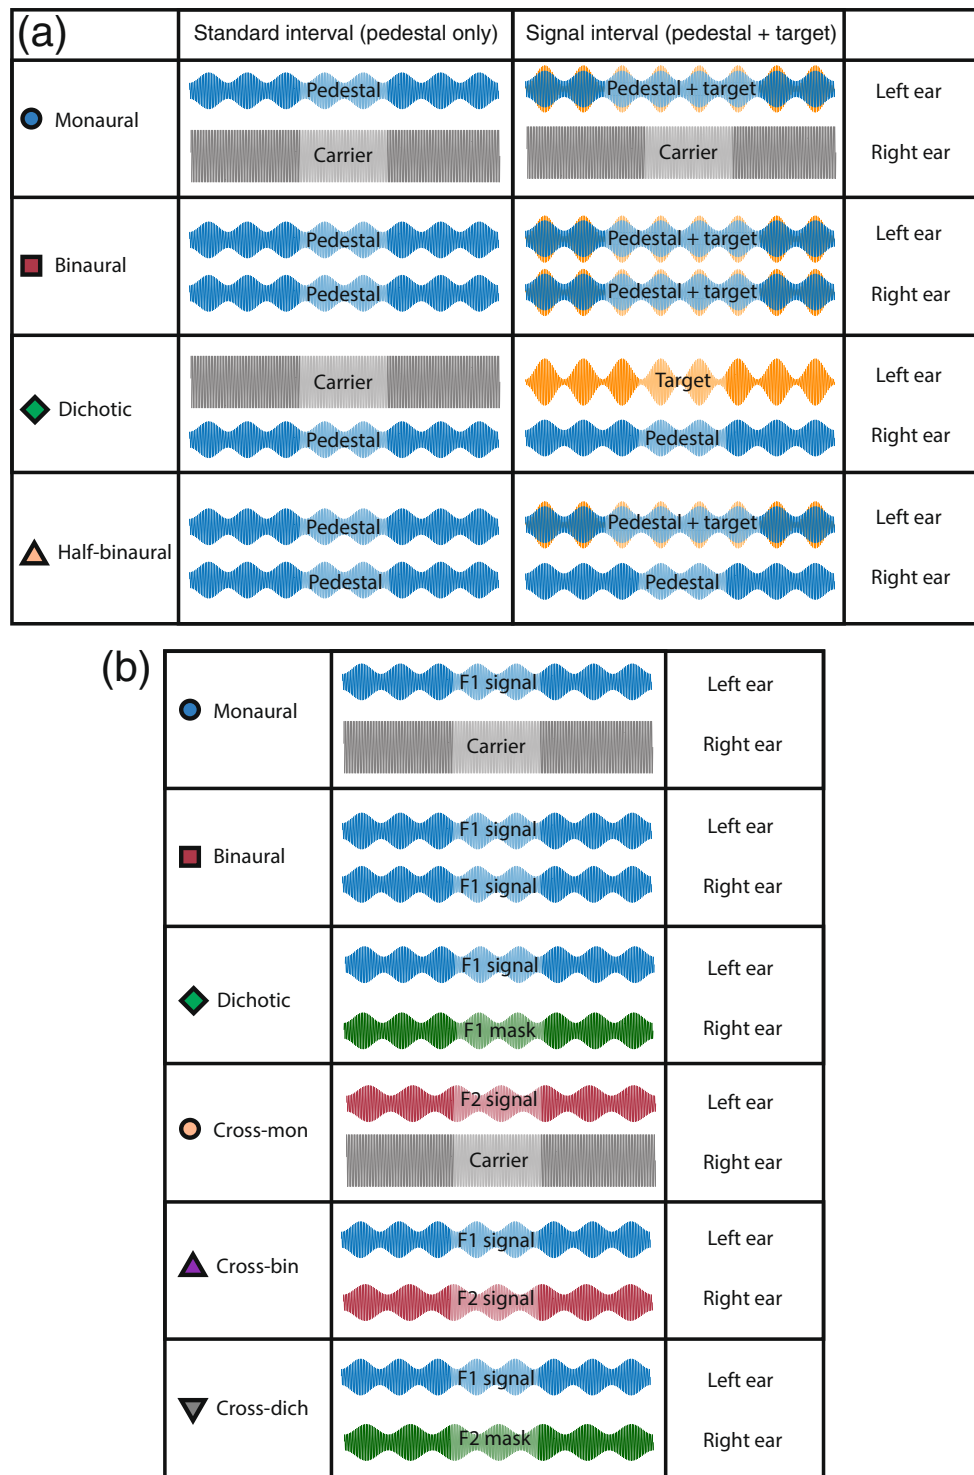 (a)
Standard interval (pedestal only)
Signal interval (pedestal + target)
Monaural
Pedestal
Carrier
Pedestal + target
Carrier
Left ear
Right ear
Binaural
Pedestal
Pedestal
Pedestal + target
Pedestal + target
Left ear
Right ear
Dichotic
Carrier
Pedestal
Target
Pedestal
Left ear
Right ear
Half-binaural
Pedestal
Pedestal
Pedestal + target
Pedestal
Left ear
Right ear
(b)
Monaural
F1 signal
Carrier
Left ear
Right ear
Binaural
F1 signal
F1 signal
Left ear
Right ear
Dichotic
F1 signal
F1 mask
Left ear
Right ear
Cross-mon
F2 signal
Carrier
Left ear
Right ear
Cross-bin
F1 signal
F2 signal
Left ear
Right ear
Cross-dich
F1 signal
F2 mask
Left ear
Right ear